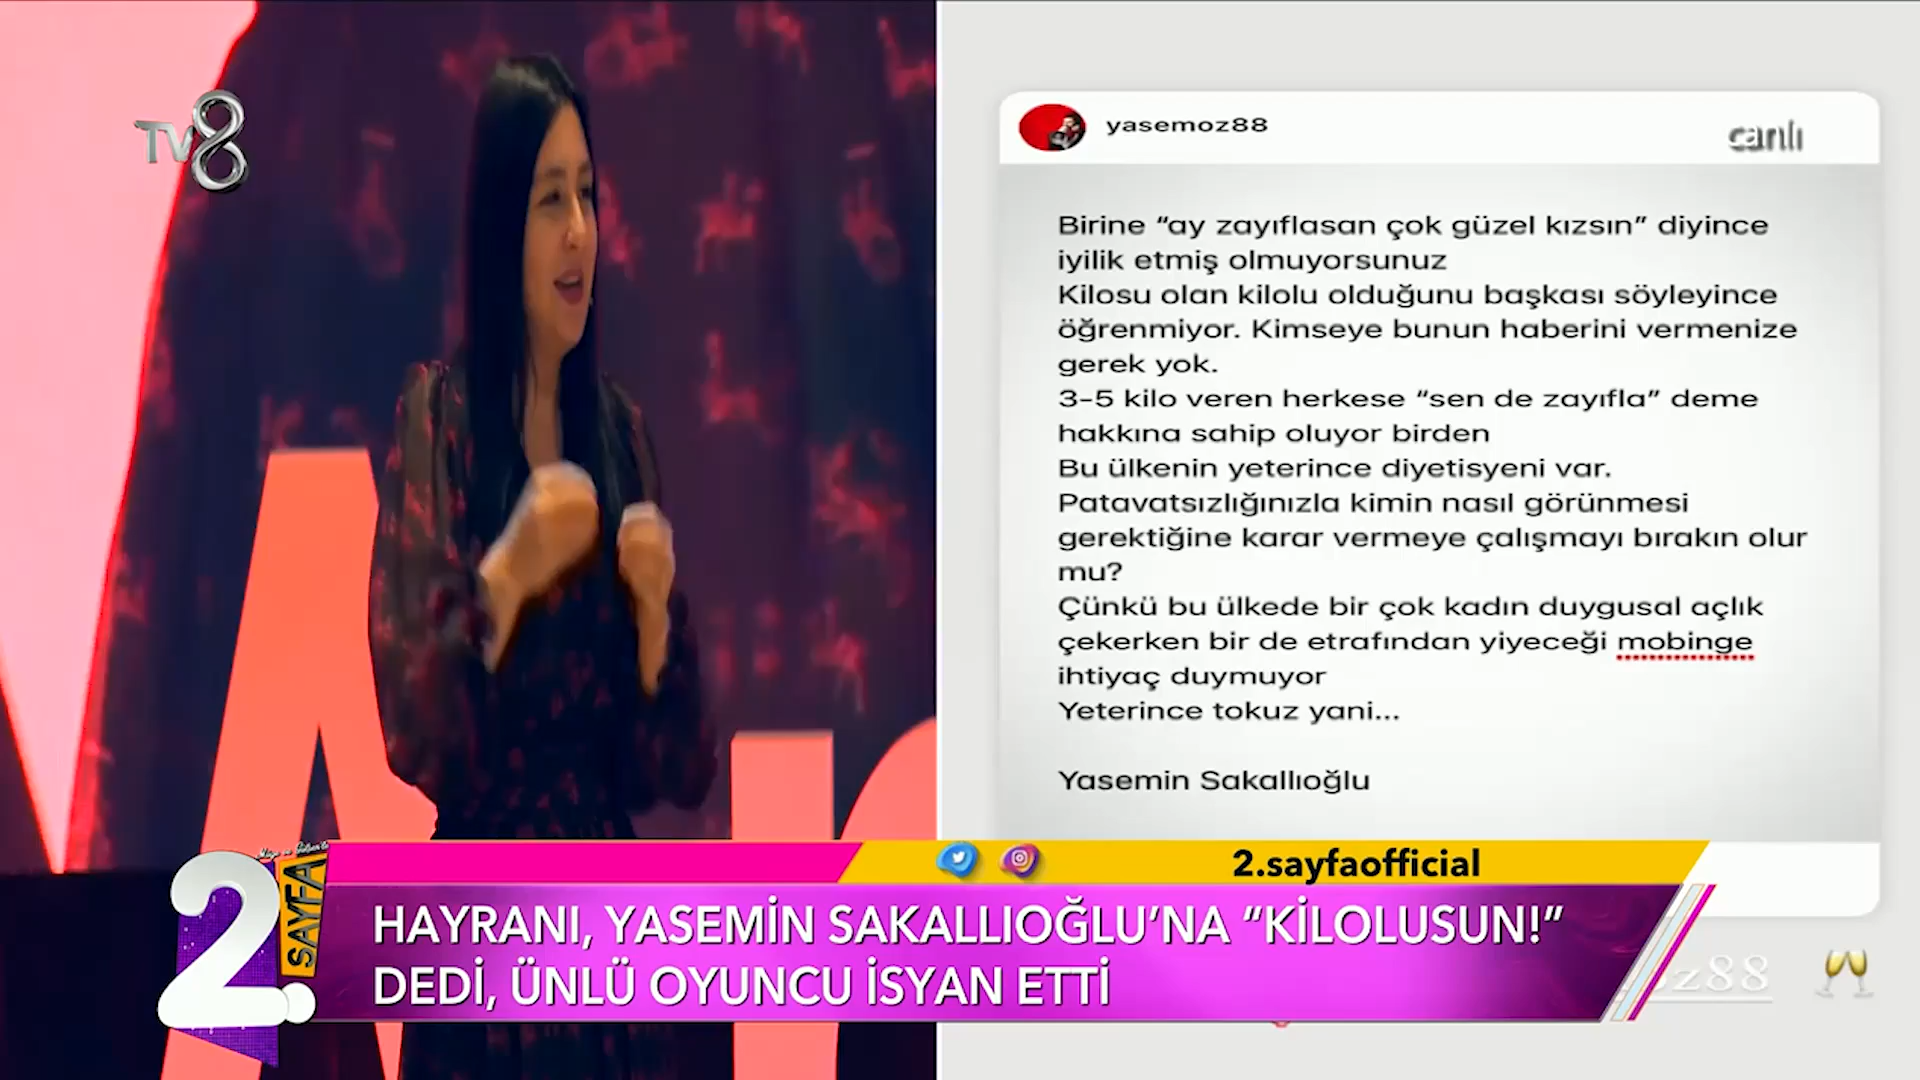 TV8
yasemoz88
canlı
Birine “ay zayıflasan çok güzel kızsın” diyince
iyilik etmiş olmuyorsunuz
Kilosu olan kilolu olduğunu başkası söyleyince
öğrenmiyor. Kimseye bunun haberini vermenize
gerek yok.
3-5 kilo veren herkese “sen de zayıfla” deme
hakkına sahip oluyor birden
Bu ülkenin yeterince diyetisyeni var.
Patavatsızlığınızla kimin nasıl görünmesi
gerektiğine karar vermeye çalışmayı bırakın olur
mu?
Çünkü bu ülkede bir çok kadın duygusal açlık
çekerken bir de etrafından yiyeceği mobinge
ihtiyaç duymuyor
Yeterince tokuz yani...
Yasemin Sakallıoğlu
2.sayfaofficial
2. SAYFA
HAYRANI, YASEMİN SAKALLIOĞLU’NA “KİLOLUSUN!”
DEDİ, ÜNLÜ OYUNCU İSYAN ETTİ
z88